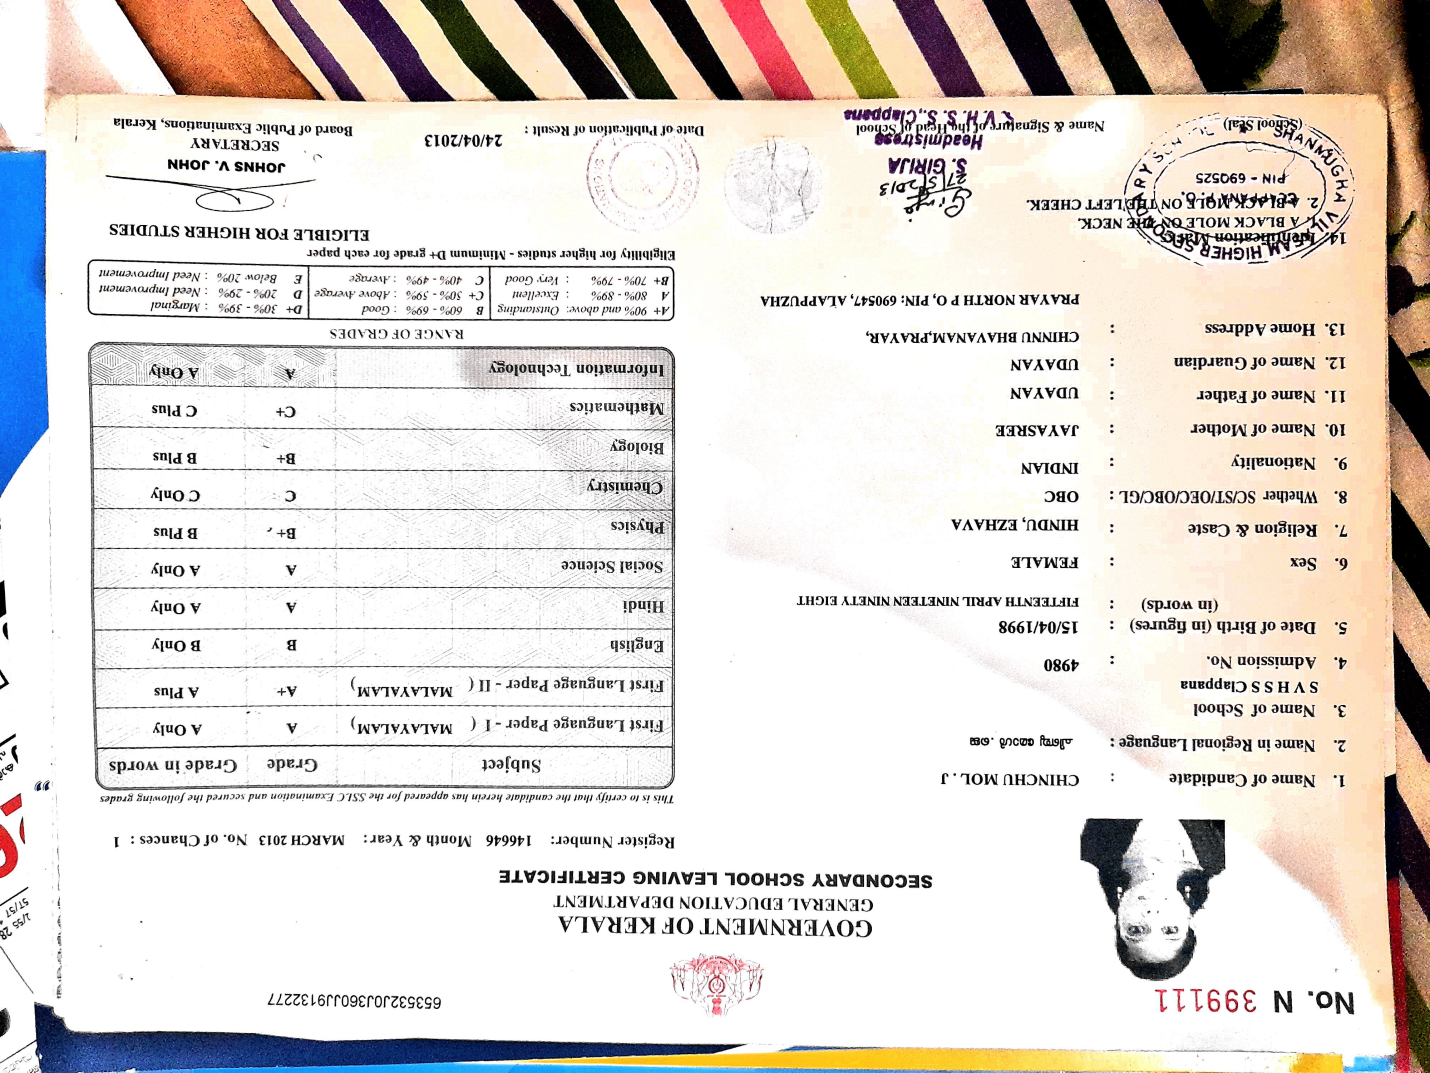 No. N 399111
653532J0J360JJ9132277
GOVERNMENT OF KERALA
GENERAL EDUCATION DEPARTMENT
SECONDARY SCHOOL LEAVING CERTIFICATE
1. Name of Candidate : CHINCHU MOL . J
2. Name in Regional Language : ചിഞ്ചു മോൾ . ജെ
3. Name of School
S V H S S Clappana
4. Admission No. : 4980
5. Date of Birth (in figures) : 15/04/1998
(in words) : FIFTEENTH APRIL NINETEEN NINETY EIGHT
6. Sex : FEMALE
7. Religion & Caste : HINDU, EZHAVA
8. Whether SC/ST/OEC/OBC/GL : OBC
9. Nationality : INDIAN
10. Name of Mother : JAYASREE
11. Name of Father : UDAYAN
12. Name of Guardian : UDAYAN
13. Home Address : CHINNU BHAVANAM,PRAYAR,
PRAYAR NORTH P O, PIN: 690547, ALAPPUZHA
14. Identification Marks
1. A BLACK MOLE ON THE NECK.
2. A BLACK MOLE ON THE LEFT CHEEK.
SHANMUGHA VILASAM HIGHER SECONDARY SCHOOL
CLAPPANA P.O.
PIN - 690525
(School Seal)
27/5/2013
S. GIRIJA
Headmistress
S.V.H.S.S., Clappana
Name & Signature of the Head of School
Register Number: 146646 Month & Year: MARCH 2013 No. of Chances : 1
This is to certify that the candidate herein has appeared for the SSLC Examination and secured the following grades
Subject Grade Grade in words
First Language Paper - I ( MALAYALAM) A A Only
First Language Paper - II ( MALAYALAM) A+ A Plus
English B B Only
Hindi A A Only
Social Science A A Only
Physics B+ B Plus
Chemistry C C Only
Biology B+ B Plus
Mathematics C+ C Plus
Information Technology A A Only
RANGE OF GRADES
A+ 90% and above: Outstanding B 60% - 69% : Good D+ 30% - 39% : Marginal
A 80% - 89% : Excellent C+ 50% - 59% : Above Average D 20% - 29% : Need Improvement
B+ 70% - 79% : Very Good C 40% - 49% : Average E Below 20% : Need Improvement
Eligibility for higher studies - Minimum D+ grade for each paper
ELIGIBLE FOR HIGHER STUDIES
JOHNS V. JOHN
SECRETARY
Board of Public Examinations, Kerala
Date of Publication of Result : 24/04/2013